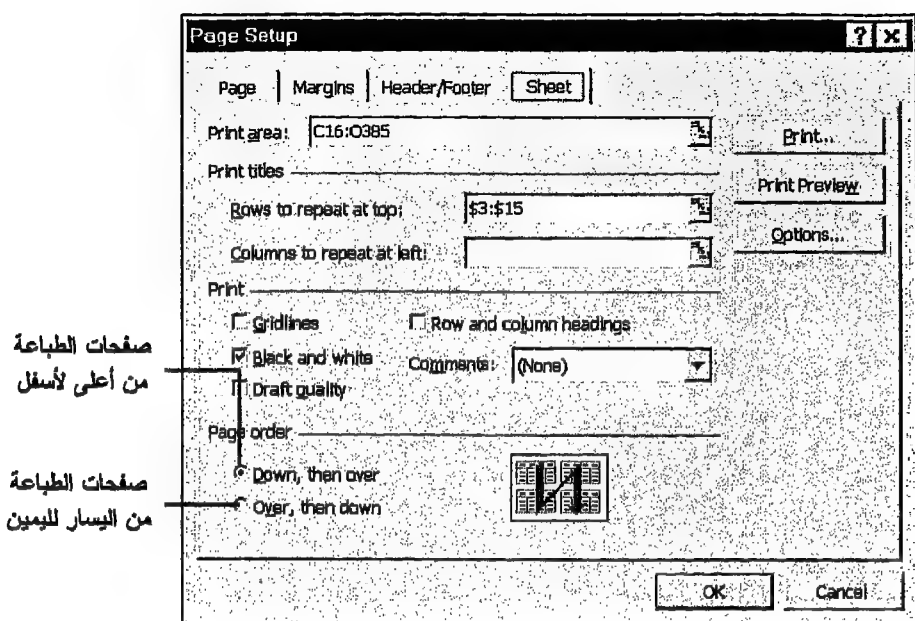 Page Setup
Page Margins Header/Footer Sheet
Print area: C16:O385
Print...
Print titles
Print Preview
Rows to repeat at top: $3:$15
Options...
Columns to repeat at left:
Print
Gridlines Row and column headings
Black and white Comments: (None)
Draft quality
صفحات الطباعة
من أعلى لأسفل
Page order
Down, then over
Over, then down
صفحات الطباعة
من اليسار لليمين
OK Cancel